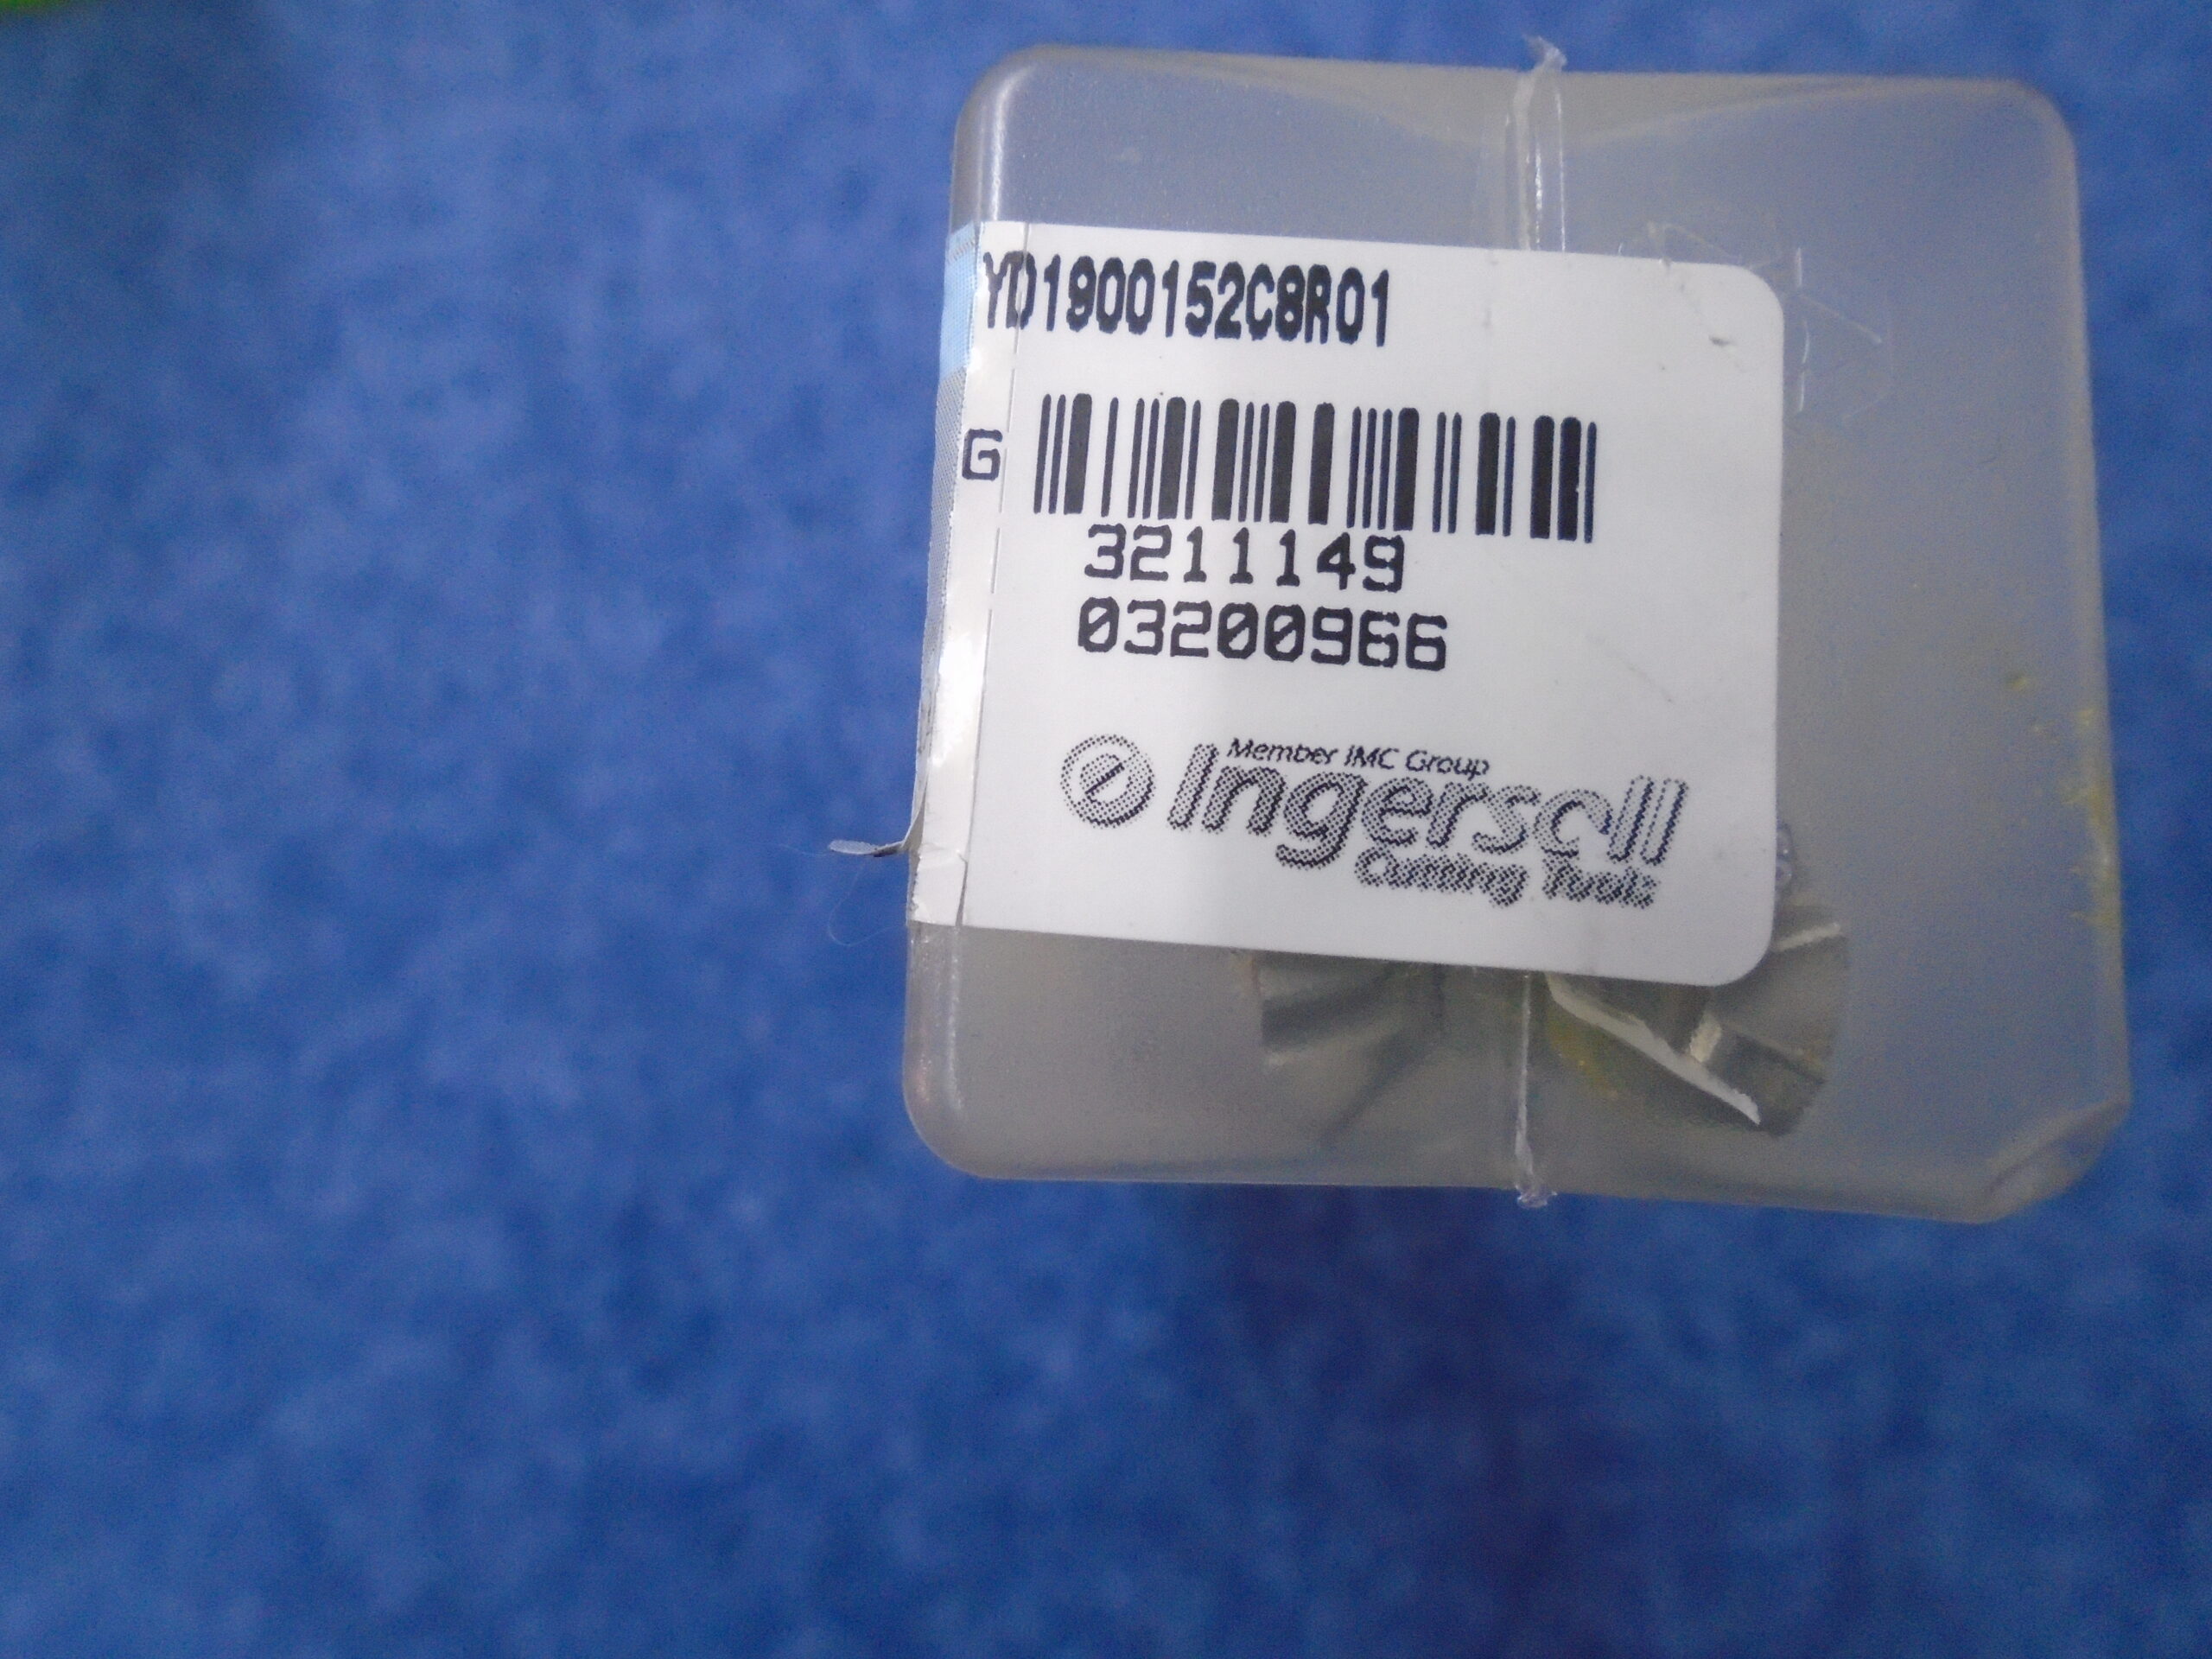 YD1900152C8R01
G
3211149
03200966
Member IMC Group
Ingersoll
Cutting Tools